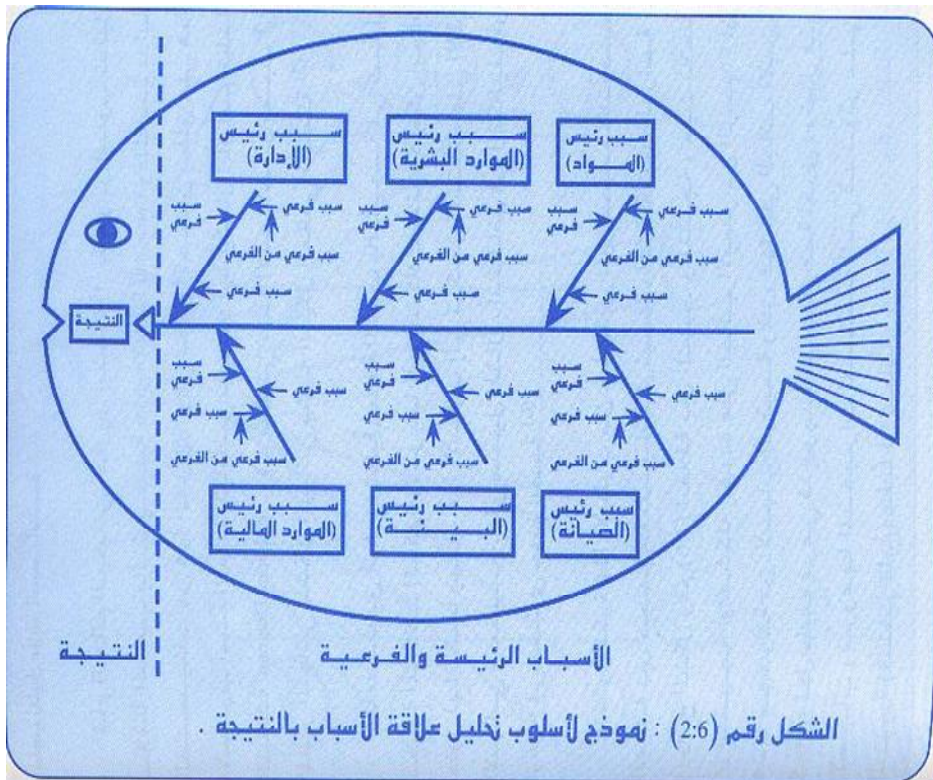 سبب رئيس
(المواد)
سبب رئيس
(الموارد البشرية)
سبب رئيس
(الإدارة)
سبب فرعي
سبب
فرعي
سبب فرعي من الفرعي
سبب فرعي
سبب فرعي
سبب
فرعي
سبب فرعي من الفرعي
سبب فرعي
سبب فرعي
سبب
فرعي
سبب فرعي من الفرعي
سبب فرعي
النتيجة
سبب
فرعي
سبب فرعي
سبب فرعي
سبب فرعي من الفرعي
سبب
فرعي
سبب فرعي
سبب فرعي
سبب فرعي من الفرعي
سبب
فرعي
سبب فرعي
سبب فرعي
سبب فرعي من الفرعي
سبب رئيس
(الصيانة)
سبب رئيس
(البيئة)
سبب رئيس
(الموارد المالية)
الأسباب الرئيسة والفرعية
النتيجة
الشكل رقم (2:6) : نموذج لأسلوب تحليل علاقة الأسباب بالنتيجة .